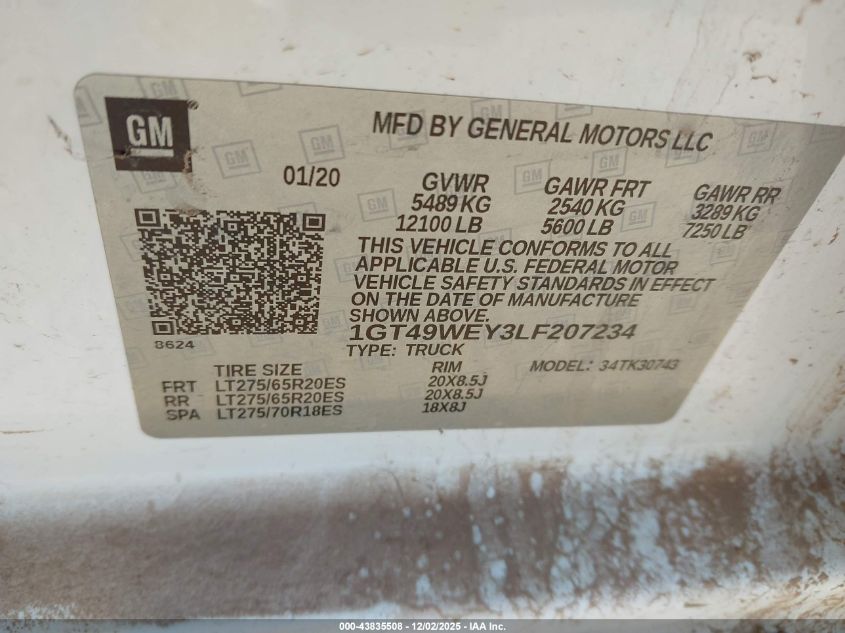 GM
MFD BY GENERAL MOTORS LLC
01/20
GVWR
5489 KG
12100 LB
GAWR FRT
2540 KG
5600 LB
GAWR RR
3289 KG
7250 LB
THIS VEHICLE CONFORMS TO ALL
APPLICABLE U.S. FEDERAL MOTOR
VEHICLE SAFETY STANDARDS IN EFFECT
ON THE DATE OF MANUFACTURE
SHOWN ABOVE.
8624
1GT49WEY3LF207234
TYPE: TRUCK
MODEL: 34TK30743
TIRE SIZE RIM
FRT LT275/65R20ES 20X8.5J
RR LT275/65R20ES 20X8.5J
SPA LT275/70R18ES 18X8J
000-43835508 - 12/02/2025 - IAA Inc.